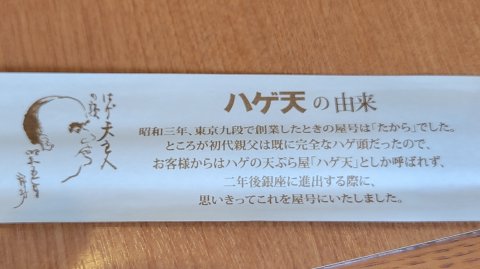 ハゲ天の由来
昭和三年、東京九段で創業したときの屋号は「たから」でした。
ところが初代親父は既に完全なハゲ頭だったので、
お客様からはハゲの天ぷら屋「ハゲ天」としか呼ばれず、
二年後銀座に進出する際に、
思いきってこれを屋号にいたしました。